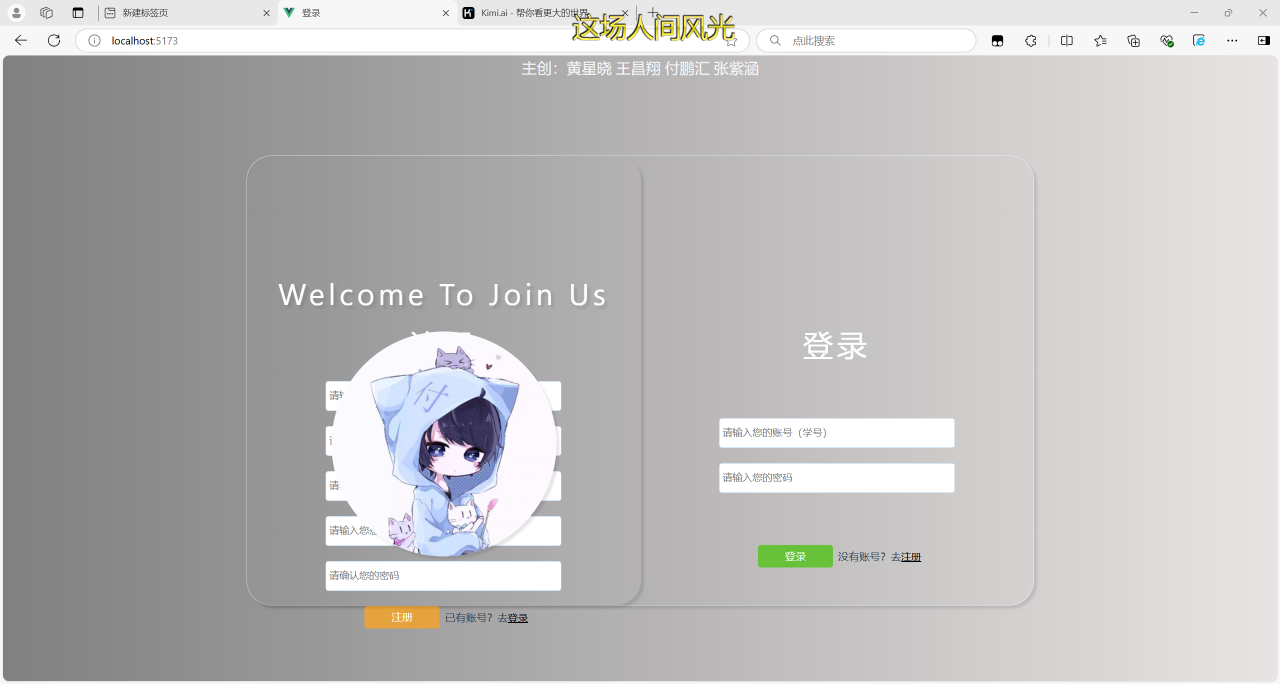 新建标签页
登录
Kimi.ai - 帮你看更大的世界
这场人间风光
localhost:5173
点此搜索
主创：黄星晓 王昌翔 付鹏汇 张紫涵
Welcome To Join Us
付
请输入您
请确认您的密码
注册 已有账号？去登录
登录
请输入您的账号（学号）
请输入您的密码
登录 没有账号？去注册